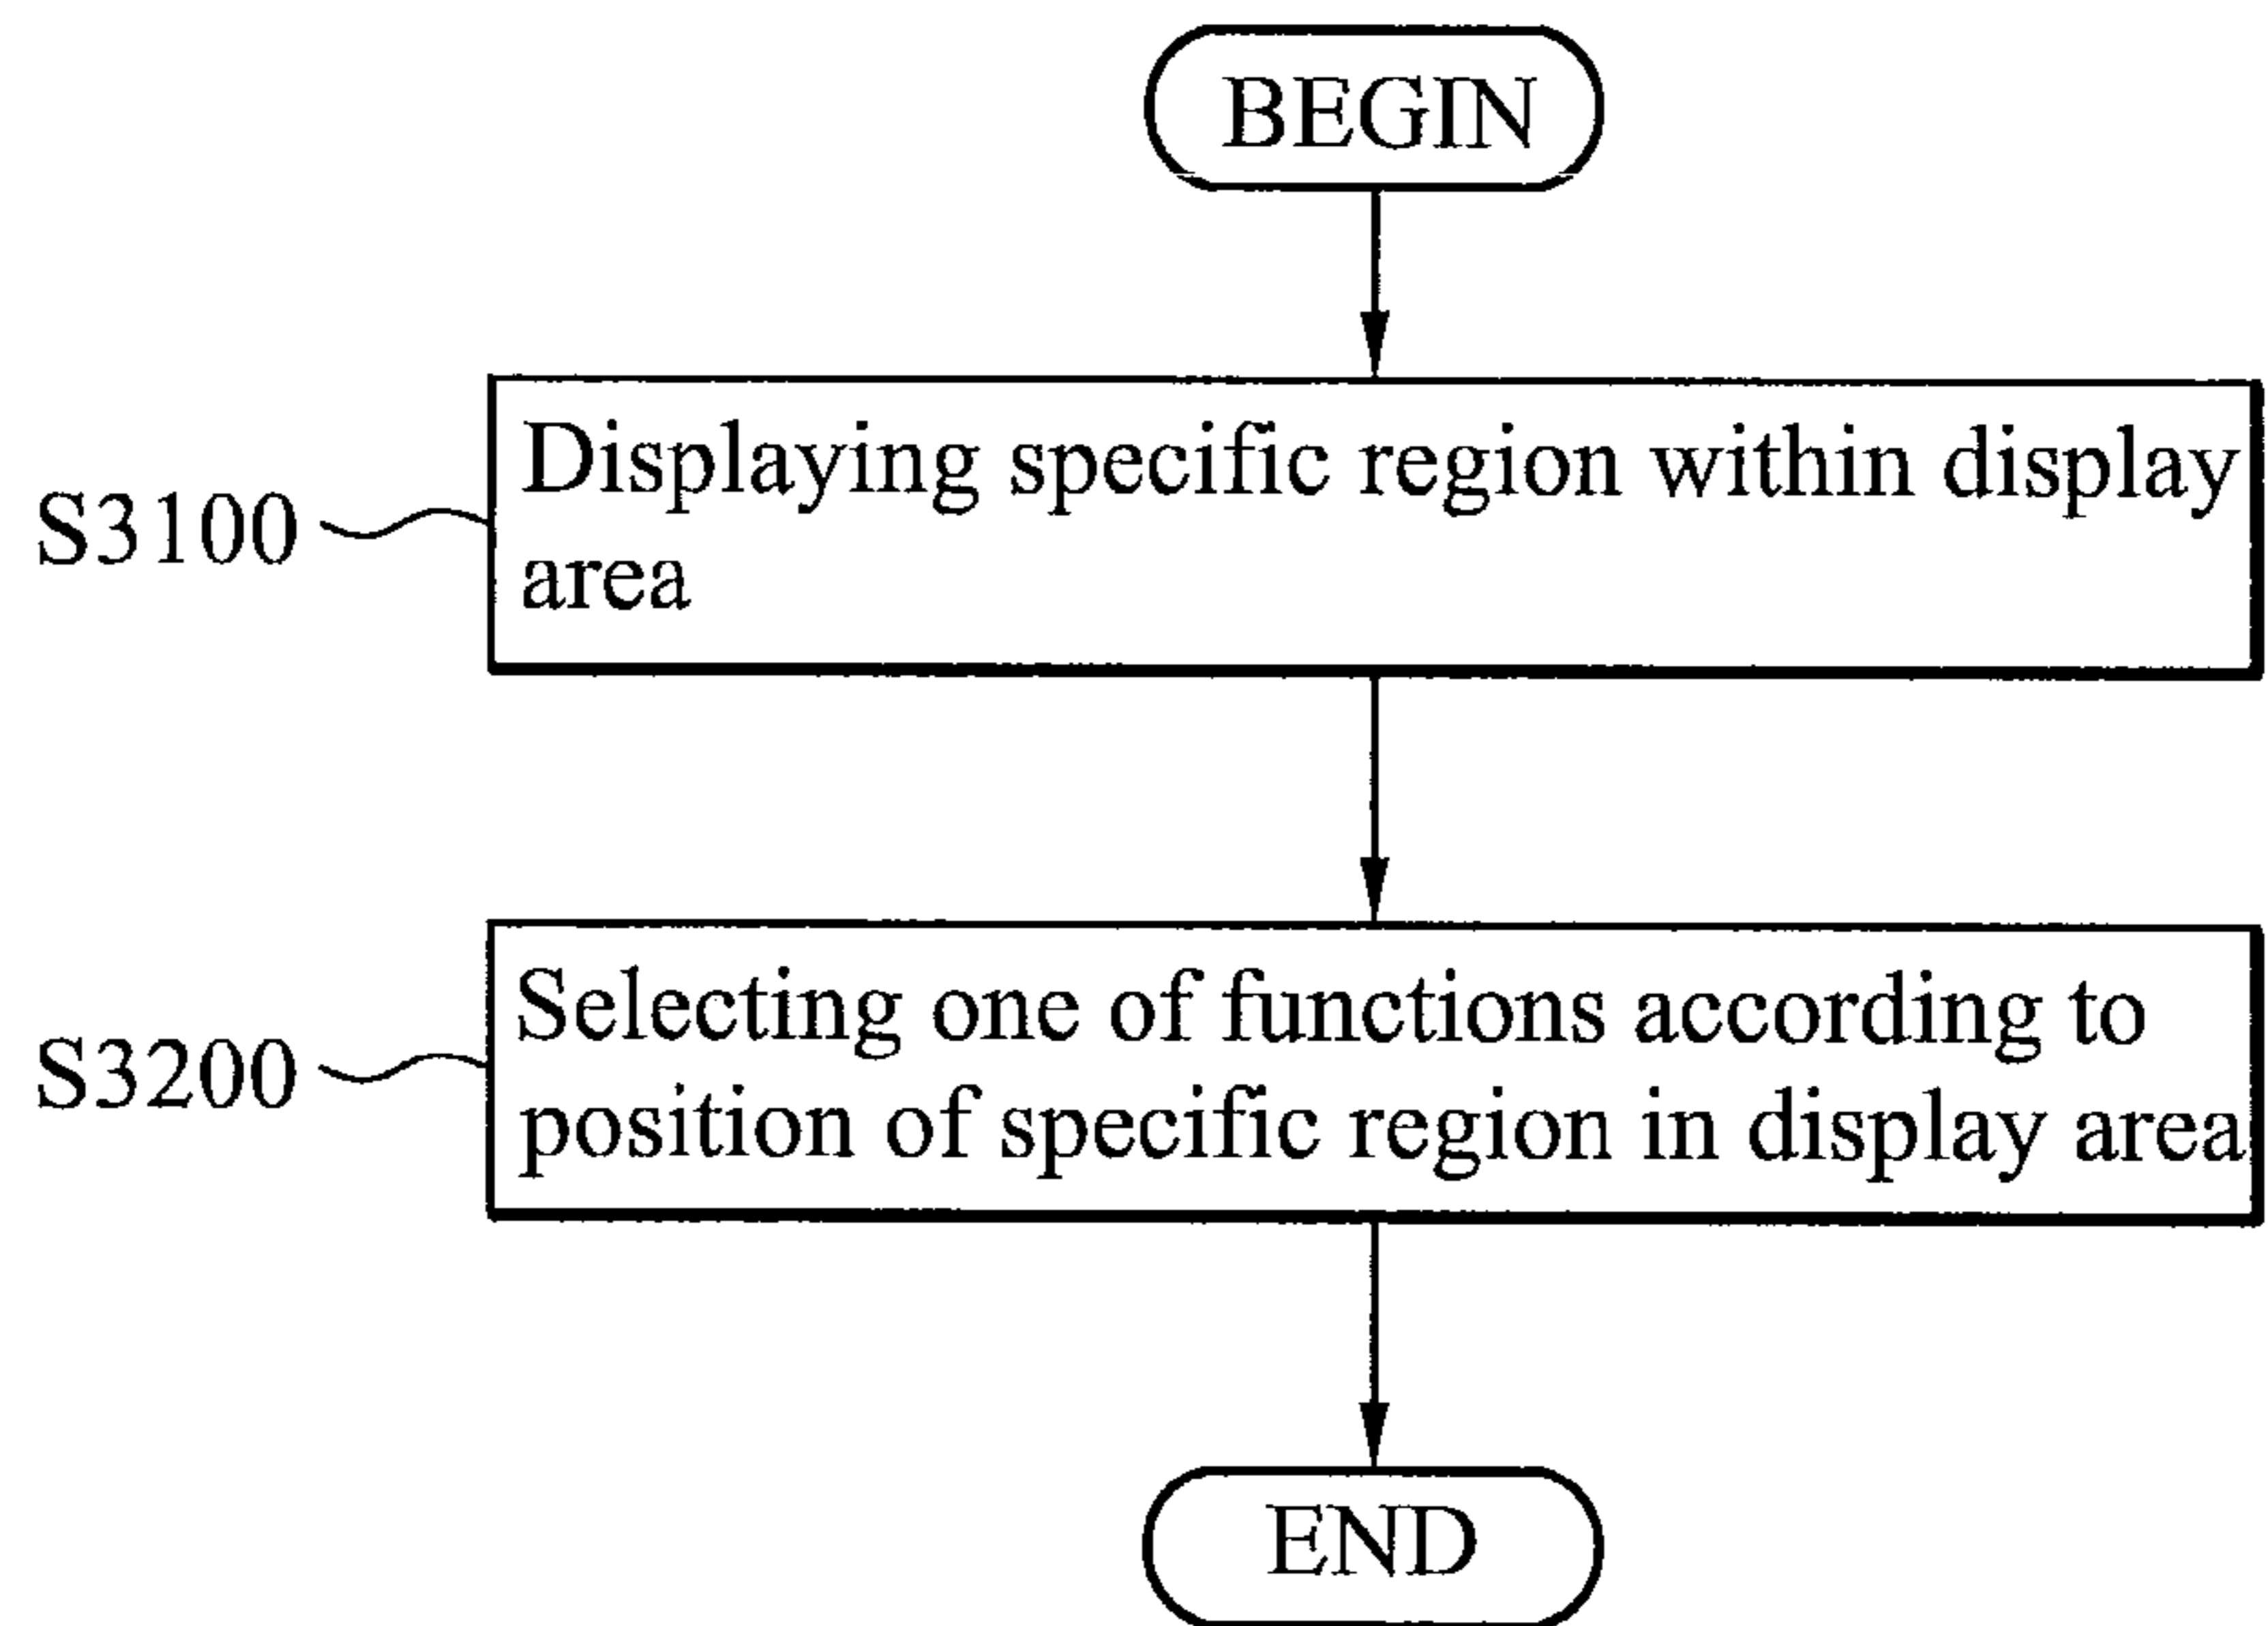 BEGIN
S3100
Displaying specific region within display
area
S3200
Selecting one of functions according to
position of specific region in display area
END